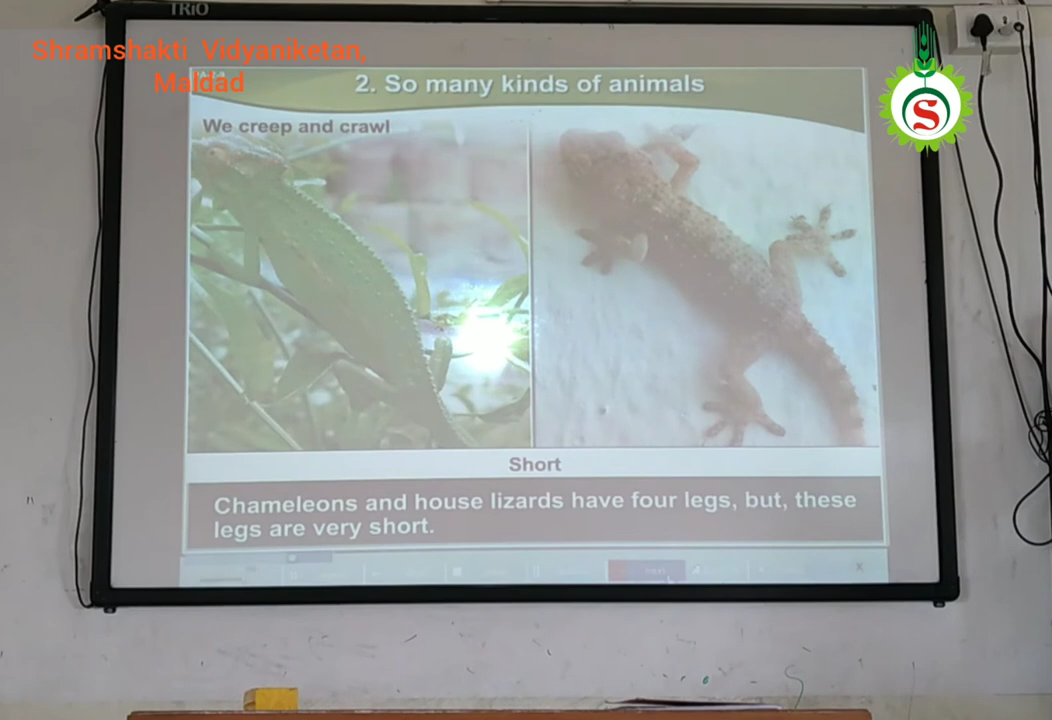 TRiO
Shramshakti Vidyaniketan,
Maldad
2. So many kinds of animals
We creep and crawl
S
Short
Chameleons and house lizards have four legs, but, these
legs are very short.
x